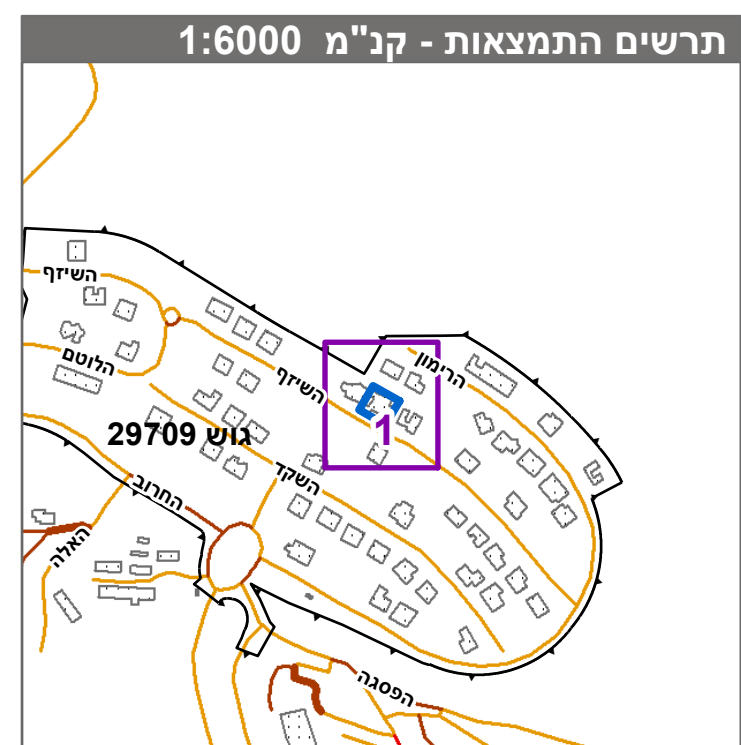 תרשים התמצאות - קנ"מ 1:6000
השיזף
הלוטם
השיזף
הרימון
1
גוש 29709
השקד
החרוב
האלה
הפסגה